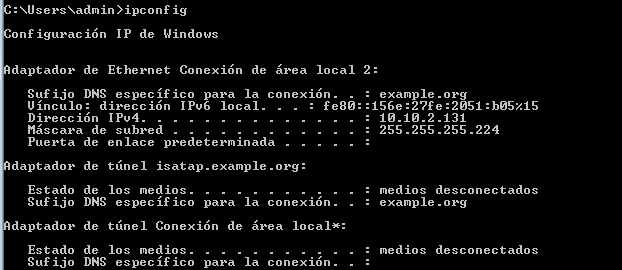 C:\Users\admin>ipconfig
Configuración IP de Windows
Adaptador de Ethernet Conexión de área local 2:
Sufijo DNS específico para la conexión. . : example.org
Vínculo: dirección IPv6 local. . . : fe80::156e:27fe:2051:b05%15
Dirección IPv4. . . . . . . . . . . . . . : 10.10.2.131
Máscara de subred . . . . . . . . . . . . : 255.255.255.224
Puerta de enlace predeterminada . . . . . :
Adaptador de túnel isatap.example.org:
Estado de los medios. . . . . . . . . . . : medios desconectados
Sufijo DNS específico para la conexión. . : example.org
Adaptador de túnel Conexión de área local*:
Estado de los medios. . . . . . . . . . . : medios desconectados
Sufijo DNS específico para la conexión. . :